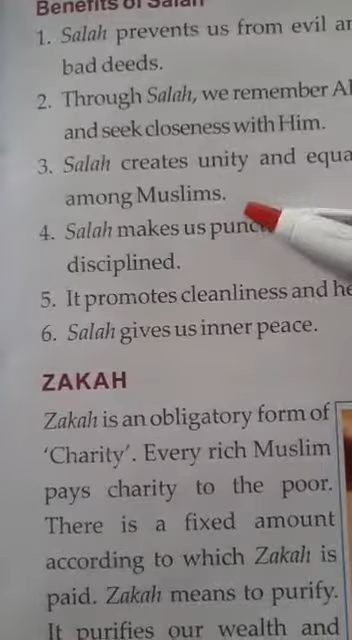 Benefits of Salah
1. Salah prevents us from evil
bad deeds.
2. Through Salah, we remember
and seek closeness with Him.
3. Salah creates unity and
among Muslims.
4. Salah makes us
disciplined.
5. It promotes cleanliness and
6. Salah gives us inner peace.
ZAKAH
Zakah is an obligatory form of
'Charity'. Every rich Muslim
pays charity to the poor.
There is a fixed amount
according to which Zakah is
paid. Zakah means to purify.
It purifies our wealth and